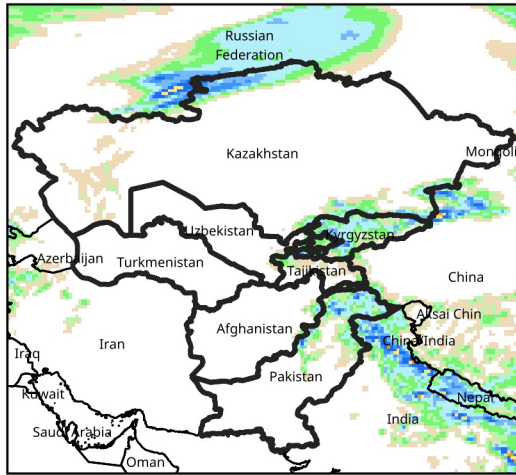 Russian
Federation
Kazakhstan
Mongoli
Uzbekistan
Kyrgyzstan
Azerbaijan
Turkmenistan
Tajikistan
China
Aksai Chin
Afghanistan
China/India
Iran
Iraq
Pakistan
Kuwait
Nepal
India
Saudi Arabia
Oman